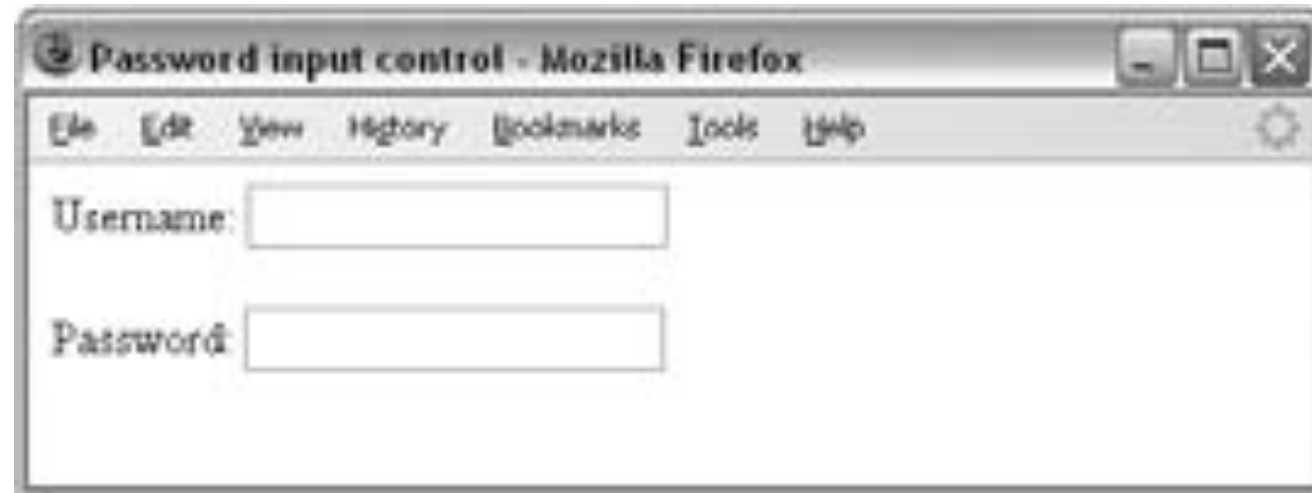 Password input control - Mozilla Firefox
File Edit View History Bookmarks Tools Help
Username:
Password: